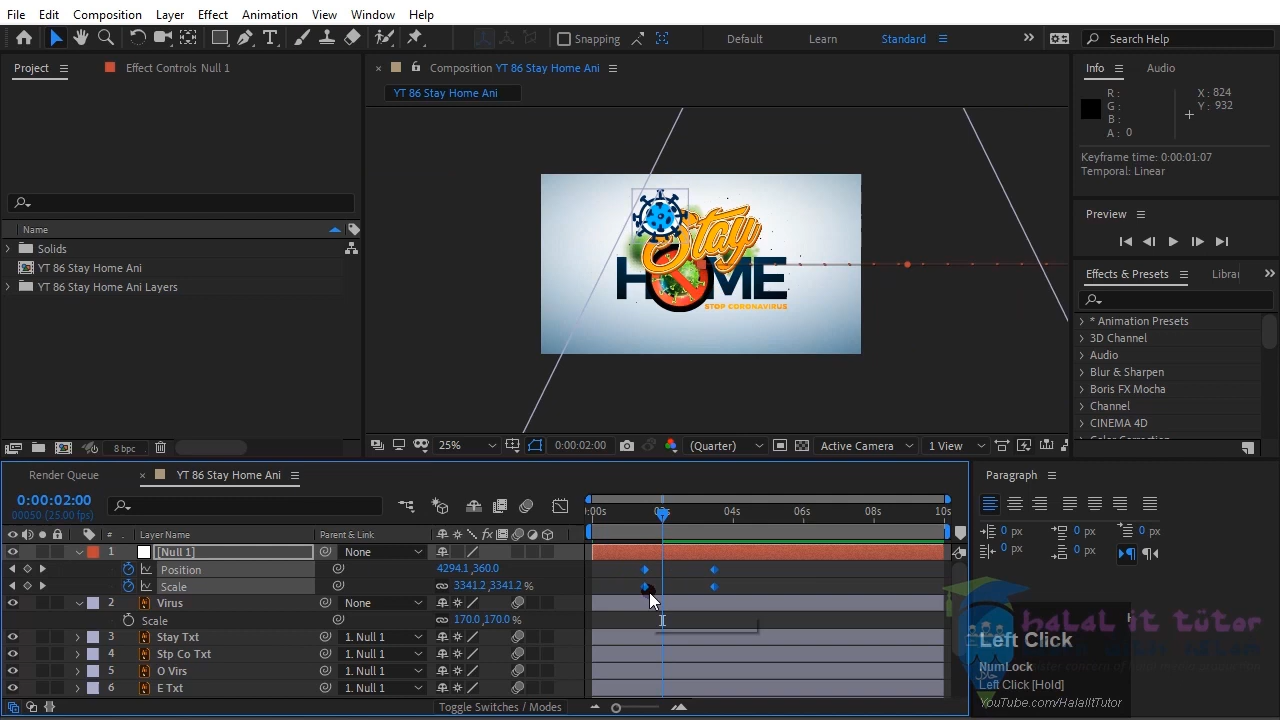 File Edit Composition Layer Effect Animation View Window Help
Snapping Default Learn Standard Search Help
Project Effect Controls Null 1
Composition YT 86 Stay Home Ani
YT 86 Stay Home Ani
Info Audio
R :
G :
B :
A : 0
X : 824
Y : 932
Keyframe time: 0:00:01:07
Temporal: Linear
Preview
Effects & Presets Librar
* Animation Presets
3D Channel
Audio
Blur & Sharpen
Boris FX Mocha
Channel
CINEMA 4D
Name
Solids
YT 86 Stay Home Ani
YT 86 Stay Home Ani Layers
Stay
HOME
STOP CORONAVIRUS
8 bpc
25% 0:00:02:00 (Quarter) Active Camera 1 View
Render Queue YT 86 Stay Home Ani
0:00:02:00
00050 (25.00 fps)
# Layer Name Parent & Link
:00s 04s 06s 08s 10s
1 [Null 1] None
Position 4294.1,360.0
Scale 3341.2,3341.2 %
2 Virus None
Scale 170.0,170.0 %
3 Stay Txt 1. Null 1
4 Stp Co Txt 1. Null 1
5 O Virs 1. Null 1
6 E Txt 1. Null 1
Toggle Switches / Modes
Paragraph
0 px 0 px 0 px
0 px 0 px
halal it tutor
Left Click
NumLock
Left Click [Hold]
YouTube.com/HalalItTutor